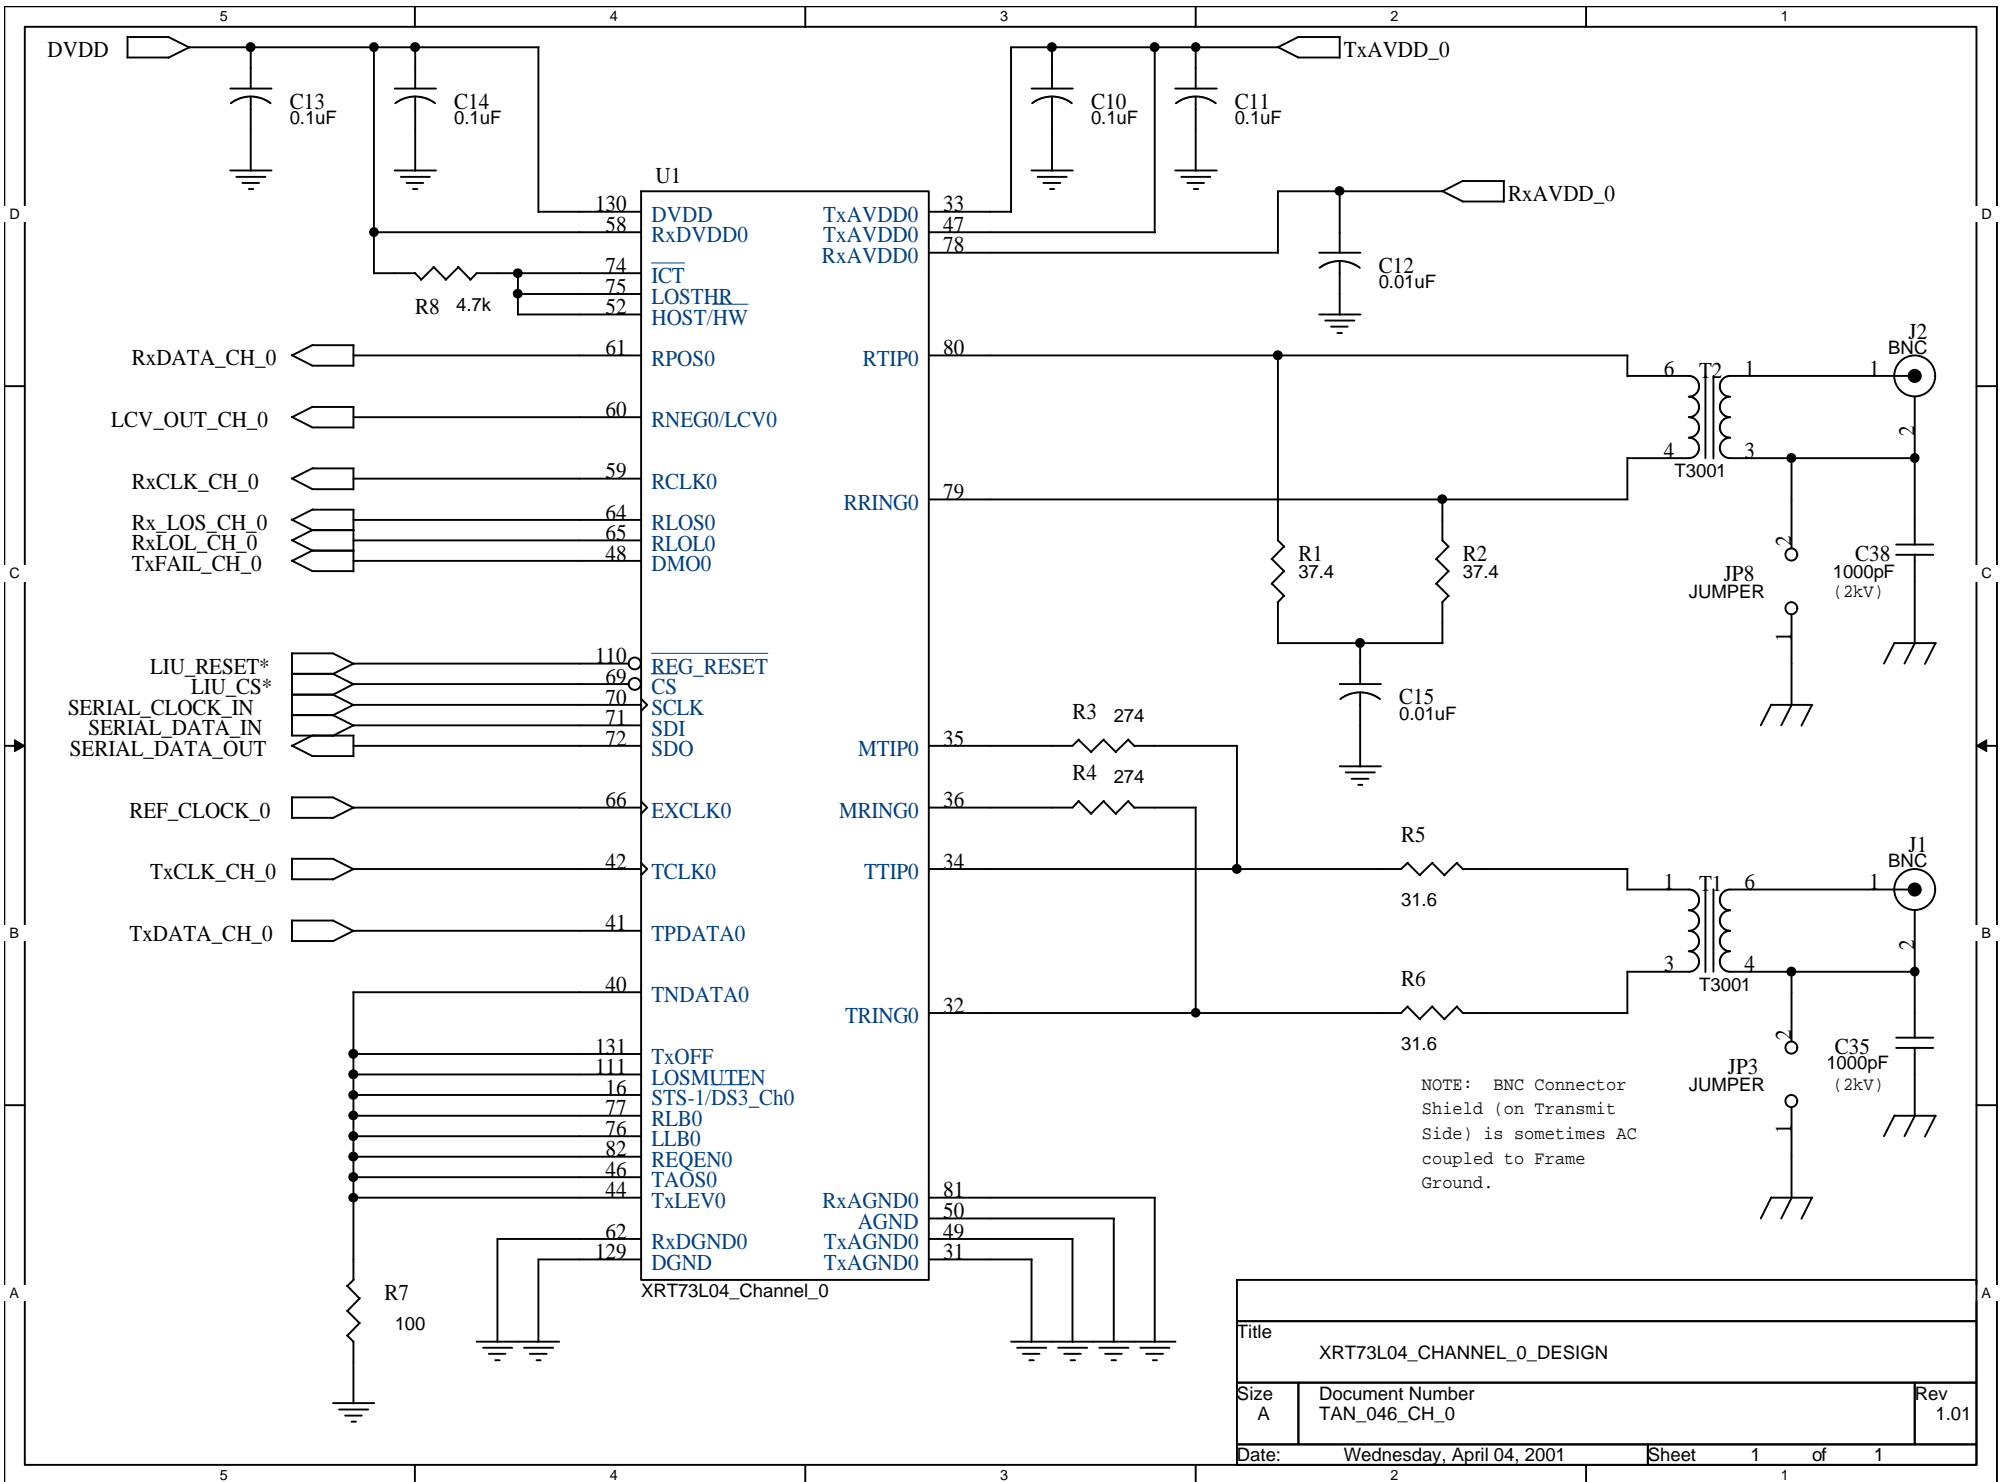 5 4 3 2 1
DVDD
TxAVDD_0
C13
0.1uF
C14
0.1uF
C10
0.1uF
C11
0.1uF
U1
RxAVDD_0
D
D
130 DVDD
58 RxDVDD0
74 ICT
75 LOSTHR
52 HOST/HW
TxAVDD0 33
TxAVDD0 47
RxAVDD0 78
C12
0.01uF
R8 4.7k
RxDATA_CH_0 61 RPOS0
RTIP0 80
LCV_OUT_CH_0 60 RNEG0/LCV0
RxCLK_CH_0 59 RCLK0
RRING0 79
Rx_LOS_CH_0 64 RLOS0
RxLOL_CH_0 65 RLOL0
TxFAIL_CH_0 48 DMO0
J2
BNC
6 T2 1 1
2
4 3
T3001
C
C
R1
37.4
R2
37.4
2
JP8
JUMPER
1
C38
1000pF
(2kV)
LIU_RESET* 110 REG_RESET
LIU_CS* 69 CS
SERIAL_CLOCK_IN 70 SCLK
SERIAL_DATA_IN 71 SDI
SERIAL_DATA_OUT 72 SDO
C15
0.01uF
MTIP0 35
R3 274
R4 274
REF_CLOCK_0 66 EXCLK0
MRING0 36
TxCLK_CH_0 42 TCLK0
TTIP0 34
R5
31.6
J1
BNC
1 T1 6 1
2
3 4
T3001
B
B
TxDATA_CH_0 41 TPDATA0
40 TNDATA0
TRING0 32
R6
31.6
2
JP3
JUMPER
1
C35
1000pF
(2kV)
131 TxOFF
111 LOSMUTEN
16 STS-1/DS3_Ch0
77 RLB0
76 LLB0
82 REQEN0
46 TAOS0
44 TxLEV0
NOTE: BNC Connector
Shield (on Transmit
Side) is sometimes AC
coupled to Frame
Ground.
RxAGND0 81
AGND 50
TxAGND0 49
TxAGND0 31
62 RxDGND0
129 DGND
XRT73L04_Channel_0
A
A
R7
100
Title
XRT73L04_CHANNEL_0_DESIGN
Size
A
Document Number
TAN_046_CH_0
Rev
1.01
Date: Wednesday, April 04, 2001 Sheet 1 of 1
5 4 3 2 1